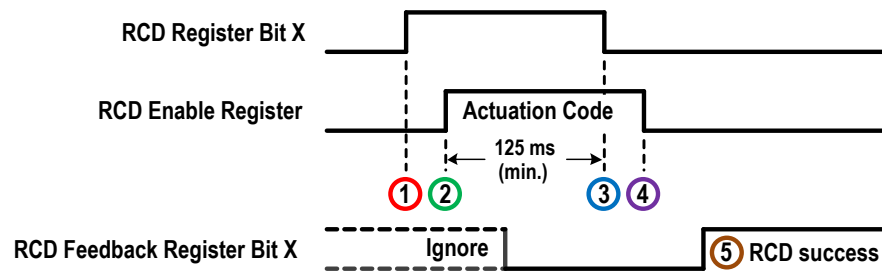 RCD Register Bit X
RCD Enable Register
Actuation Code
125 ms
(min.)
1
2
3
4
RCD Feedback Register Bit X
Ignore
5
RCD success